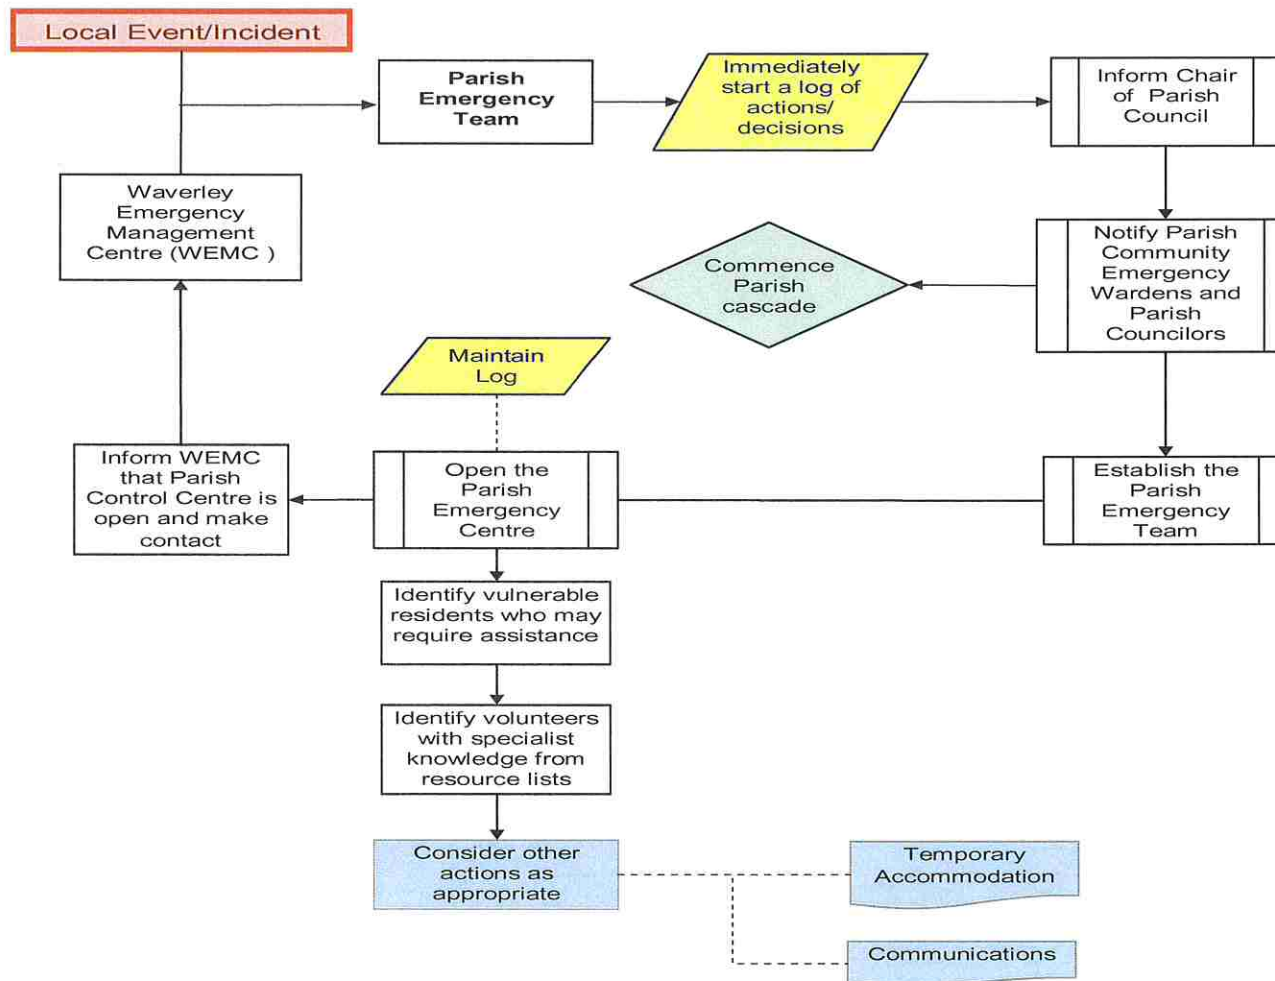 Local Event/Incident
Parish
Emergency
Team
Immediately
start a log of
actions/
decisions
Inform Chair
of Parish
Council
Waverley
Emergency
Management
Centre (WEMC )
Commence
Parish
cascade
Notify Parish
Community
Emergency
Wardens and
Parish
Councilors
Maintain
Log
Inform WEMC
that Parish
Control Centre is
open and make
contact
Open the
Parish
Emergency
Centre
Establish the
Parish
Emergency
Team
Identify vulnerable
residents who may
require assistance
Identify volunteers
with specialist
knowledge from
resource lists
Consider other
actions as
appropriate
Temporary
Accommodation
Communications